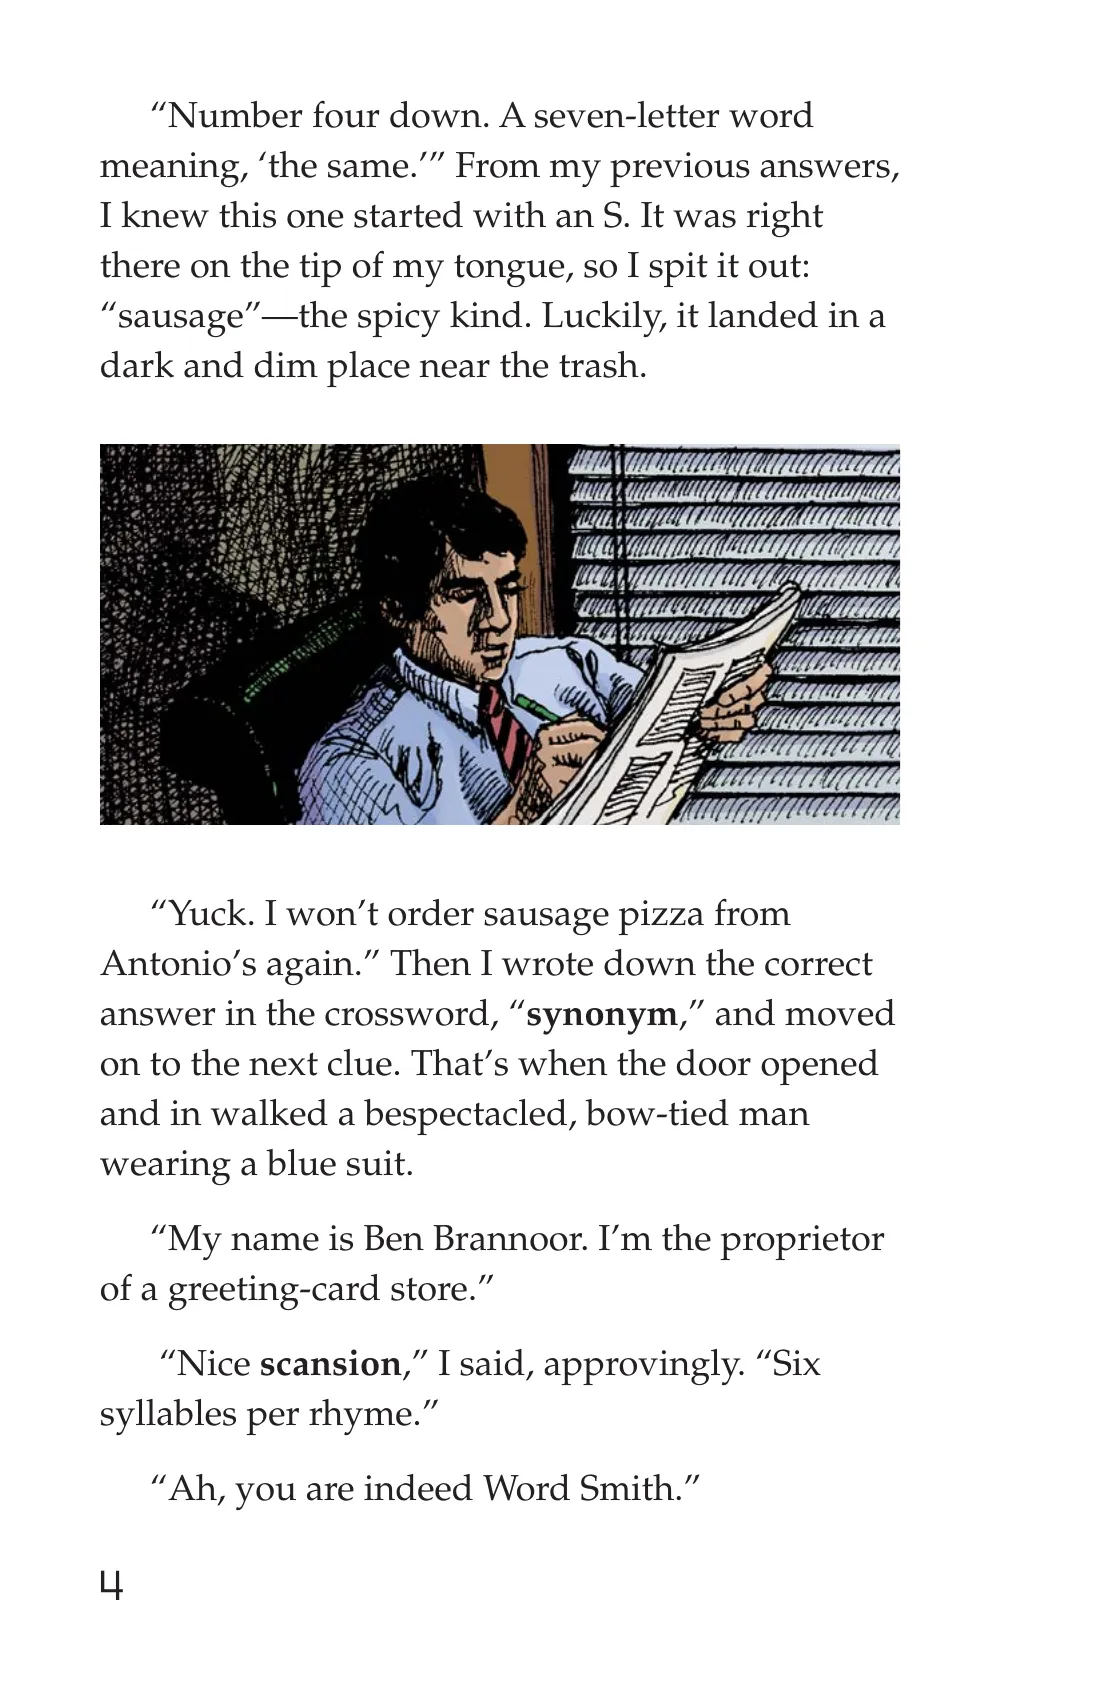 “Number four down. A seven-letter word
meaning, ‘the same.’” From my previous answers,
I knew this one started with an S. It was right
there on the tip of my tongue, so I spit it out:
“sausage”—the spicy kind. Luckily, it landed in a
dark and dim place near the trash.
“Yuck. I won’t order sausage pizza from
Antonio’s again.” Then I wrote down the correct
answer in the crossword, “synonym,” and moved
on to the next clue. That’s when the door opened
and in walked a bespectacled, bow-tied man
wearing a blue suit.
“My name is Ben Brannoor. I’m the proprietor
of a greeting-card store.”
“Nice scansion,” I said, approvingly. “Six
syllables per rhyme.”
“Ah, you are indeed Word Smith.”
4